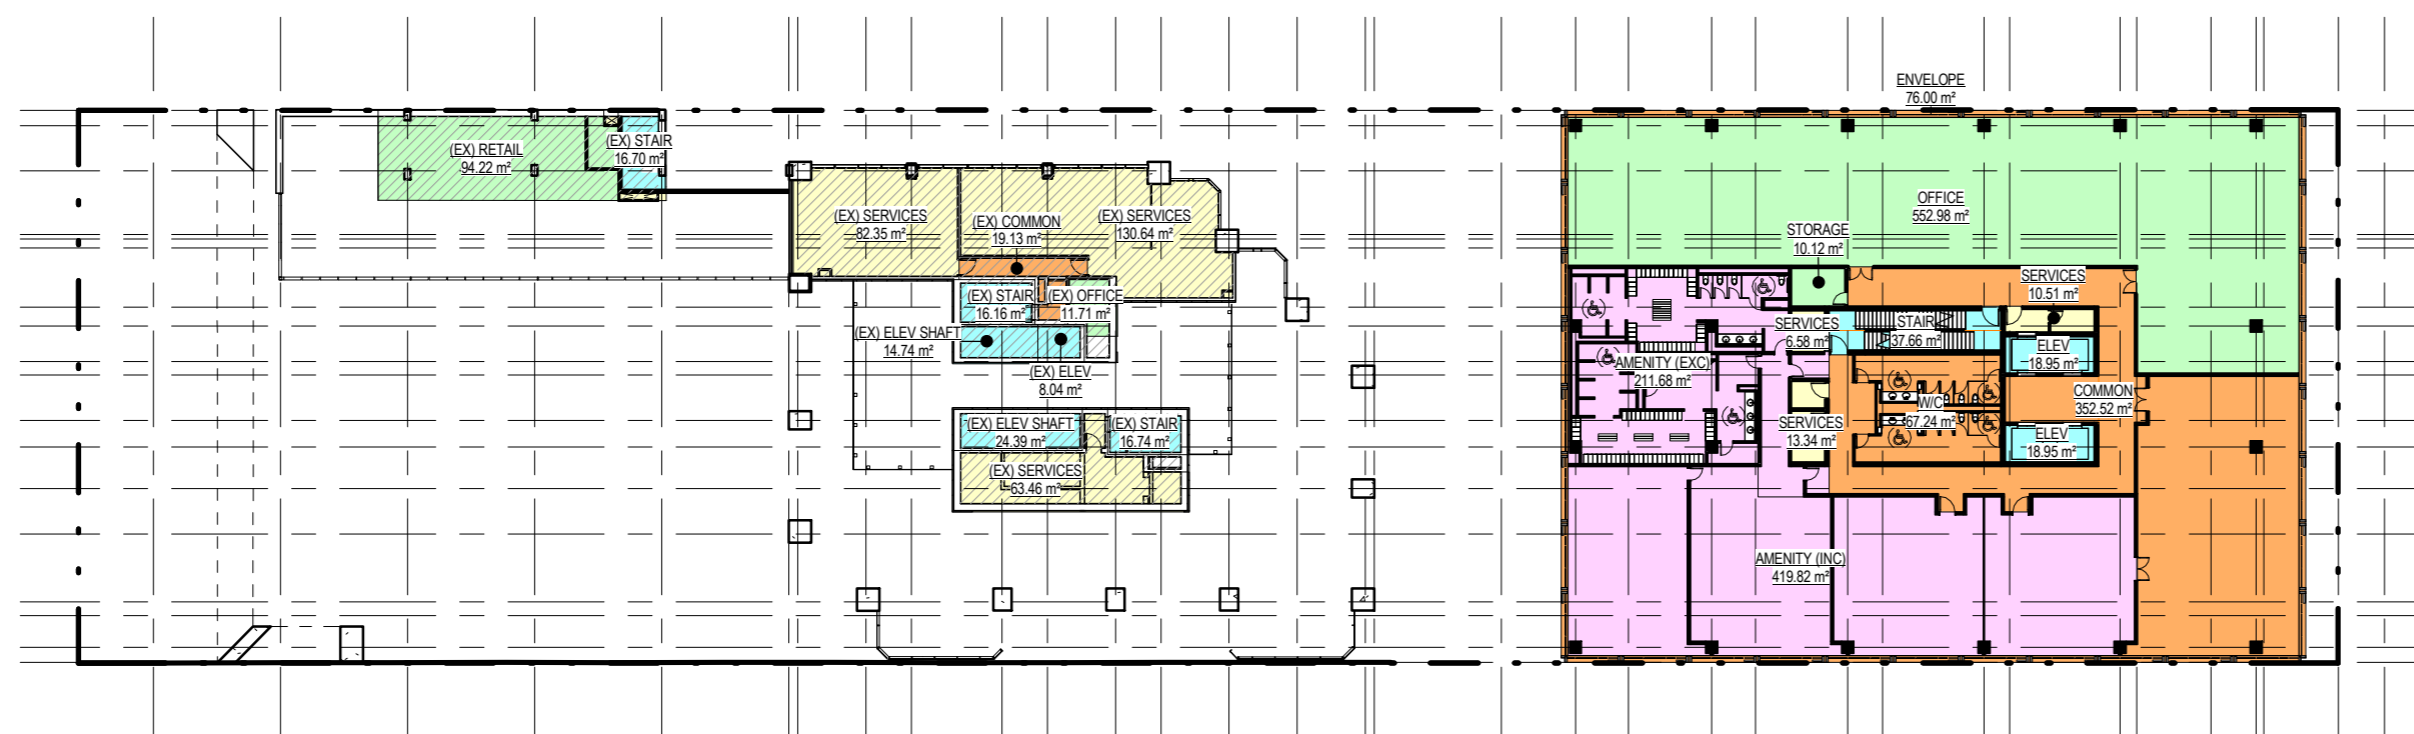 ENVELOPE
76.00 m²
(EX) RETAIL
94.22 m²
(EX) STAIR
16.70 m²
(EX) SERVICES
82.35 m²
(EX) COMMON
19.13 m²
(EX) SERVICES
130.64 m²
(EX) STAIR
16.16 m²
(EX) OFFICE
11.71 m²
(EX) ELEV SHAFT
14.74 m²
(EX) ELEV
8.04 m²
(EX) ELEV SHAFT
24.39 m²
(EX) STAIR
16.74 m²
(EX) SERVICES
63.46 m²
OFFICE
552.98 m²
STORAGE
10.12 m²
SERVICES
10.51 m²
SERVICES
6.58 m²
STAIR
37.66 m²
ELEV
18.95 m²
AMENITY (EXC)
211.68 m²
COMMON
352.52 m²
W/C
67.24 m²
SERVICES
13.34 m²
ELEV
18.95 m²
AMENITY (INC)
419.82 m²